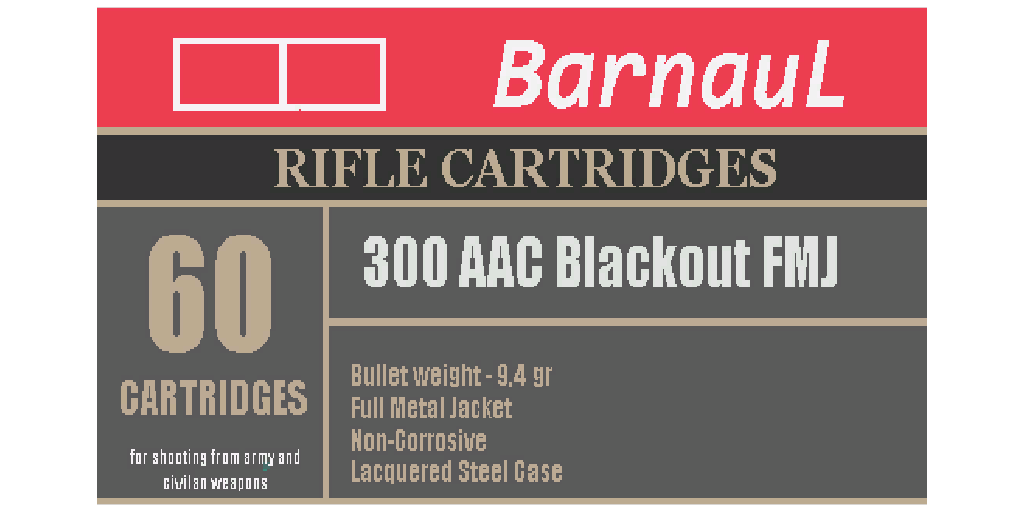 BarnauL
RIFLE CARTRIDGES
60
CARTRIDGES
for shooting from army and
civilan weapons
300 AAC Blackout FMJ
Bullet weight - 9,4 gr
Full Metal Jacket
Non-Corrosive
Lacquered Steel Case